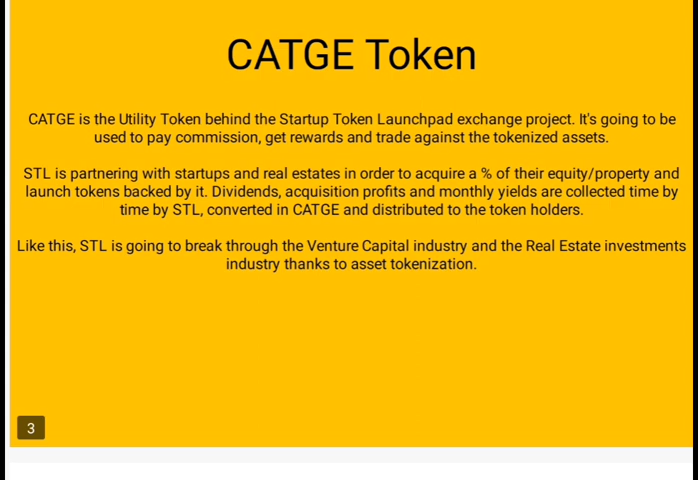 CATGE Token
CATGE is the Utility Token behind the Startup Token Launchpad exchange project. It's going to be
used to pay commission, get rewards and trade against the tokenized assets.
STL is partnering with startups and real estates in order to acquire a % of their equity/property and
launch tokens backed by it. Dividends, acquisition profits and monthly yields are collected time by
time by STL, converted in CATGE and distributed to the token holders.
Like this, STL is going to break through the Venture Capital industry and the Real Estate investments
industry thanks to asset tokenization.
3